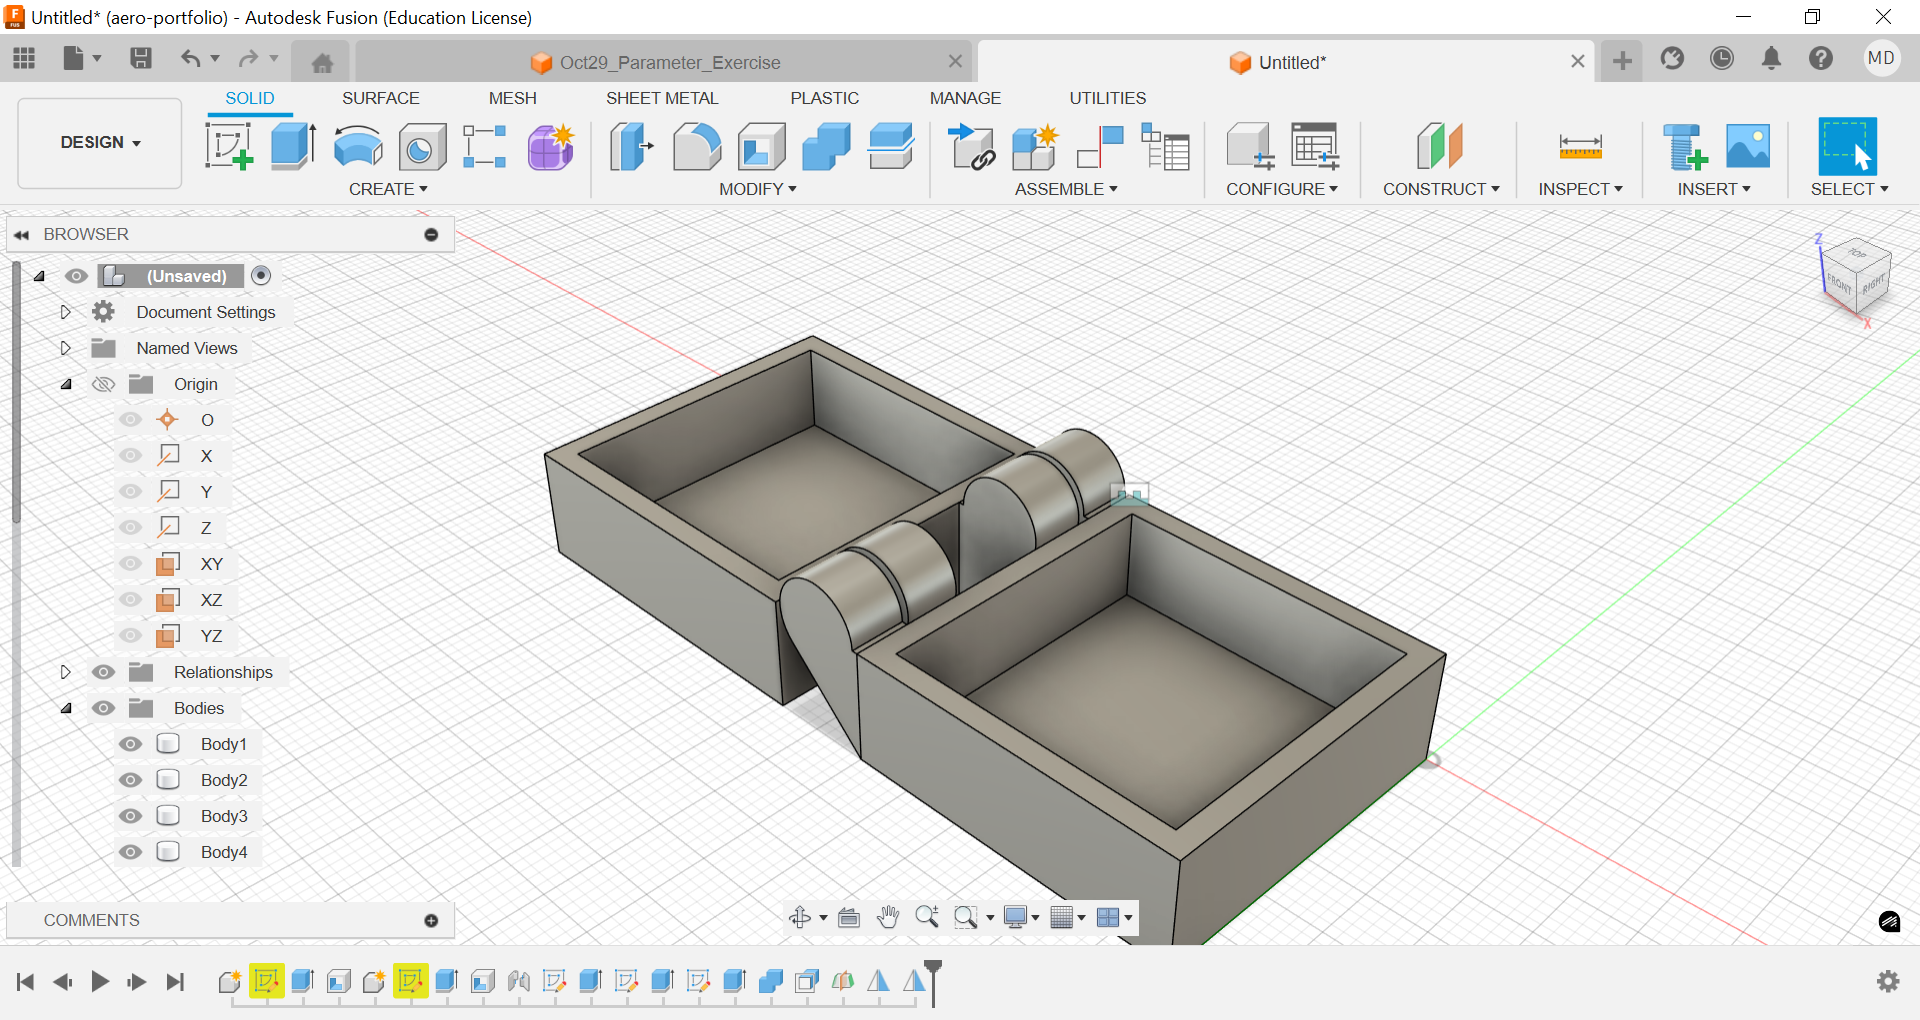 Untitled* (aero-portfolio) - Autodesk Fusion (Education License)
Oct29_Parameter_Exercise
Untitled*
MD
SOLID SURFACE MESH SHEET METAL PLASTIC MANAGE UTILITIES
DESIGN
CREATE MODIFY ASSEMBLE CONFIGURE CONSTRUCT INSPECT INSERT SELECT
BROWSER
(Unsaved)
Document Settings
Named Views
Origin
O
X
Y
Z
XY
XZ
YZ
Relationships
Bodies
Body1
Body2
Body3
Body4
Z
TOP
FRONT
RIGHT
X
COMMENTS